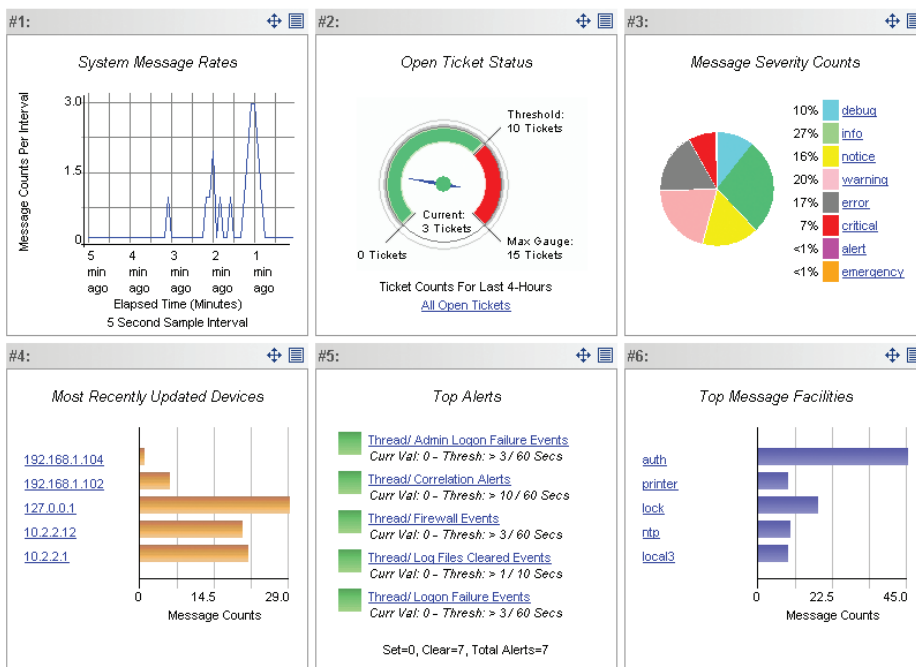 #1:
System Message Rates
Message Counts Per Interval
3.0
1.5
0
5 min ago
4 min ago
3 min ago
2 min ago
1 min ago
Elapsed Time (Minutes)
5 Second Sample Interval
#2:
Open Ticket Status
Threshold:
10 Tickets
Current:
3 Tickets
0 Tickets
Max Gauge:
15 Tickets
Ticket Counts For Last 4-Hours
All Open Tickets
#3:
Message Severity Counts
10% debug
27% info
16% notice
20% warning
17% error
7% critical
<1% alert
<1% emergency
#4:
Most Recently Updated Devices
192.168.1.104
192.168.1.102
127.0.0.1
10.2.2.12
10.2.2.1
0 14.5 29.0
Message Counts
#5:
Top Alerts
Thread/ Admin Logon Failure Events
Curr Val: 0 - Thresh: > 3 / 60 Secs
Thread/ Correlation Alerts
Curr Val: 0 - Thresh: > 10 / 60 Secs
Thread/ Firewall Events
Curr Val: 0 - Thresh: > 3 / 60 Secs
Thread/ Log Files Cleared Events
Curr Val: 0 - Thresh: > 1 / 10 Secs
Thread/ Logon Failure Events
Curr Val: 0 - Thresh: > 3 / 60 Secs
Set=0, Clear=7, Total Alerts=7
#6:
Top Message Facilities
auth
printer
lock
ntp
local3
0 22.5 45.0
Message Counts